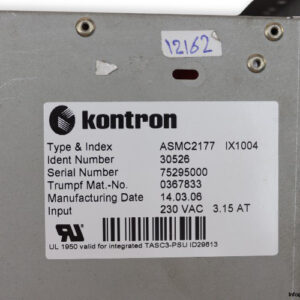 12162
kontron
Type & Index ASMC2177 IX1004
Ident Number 30526
Serial Number 75295000
Trumpf Mat.-No. 0367833
Manufacturing Date 14.03.06
Input 230 VAC 3.15 AT
UL 1950 valid for integrated TASC3-PSU ID29613